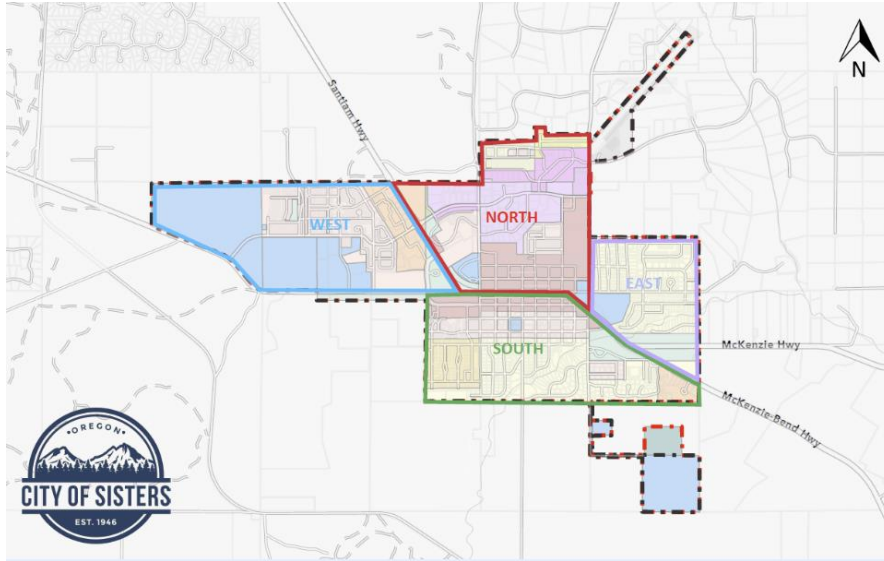 N
Santiam Hwy
WEST
NORTH
EAST
SOUTH
McKenzie Hwy
McKenzie-Bend Hwy
•OREGON•
CITY OF SISTERS
EST. 1946